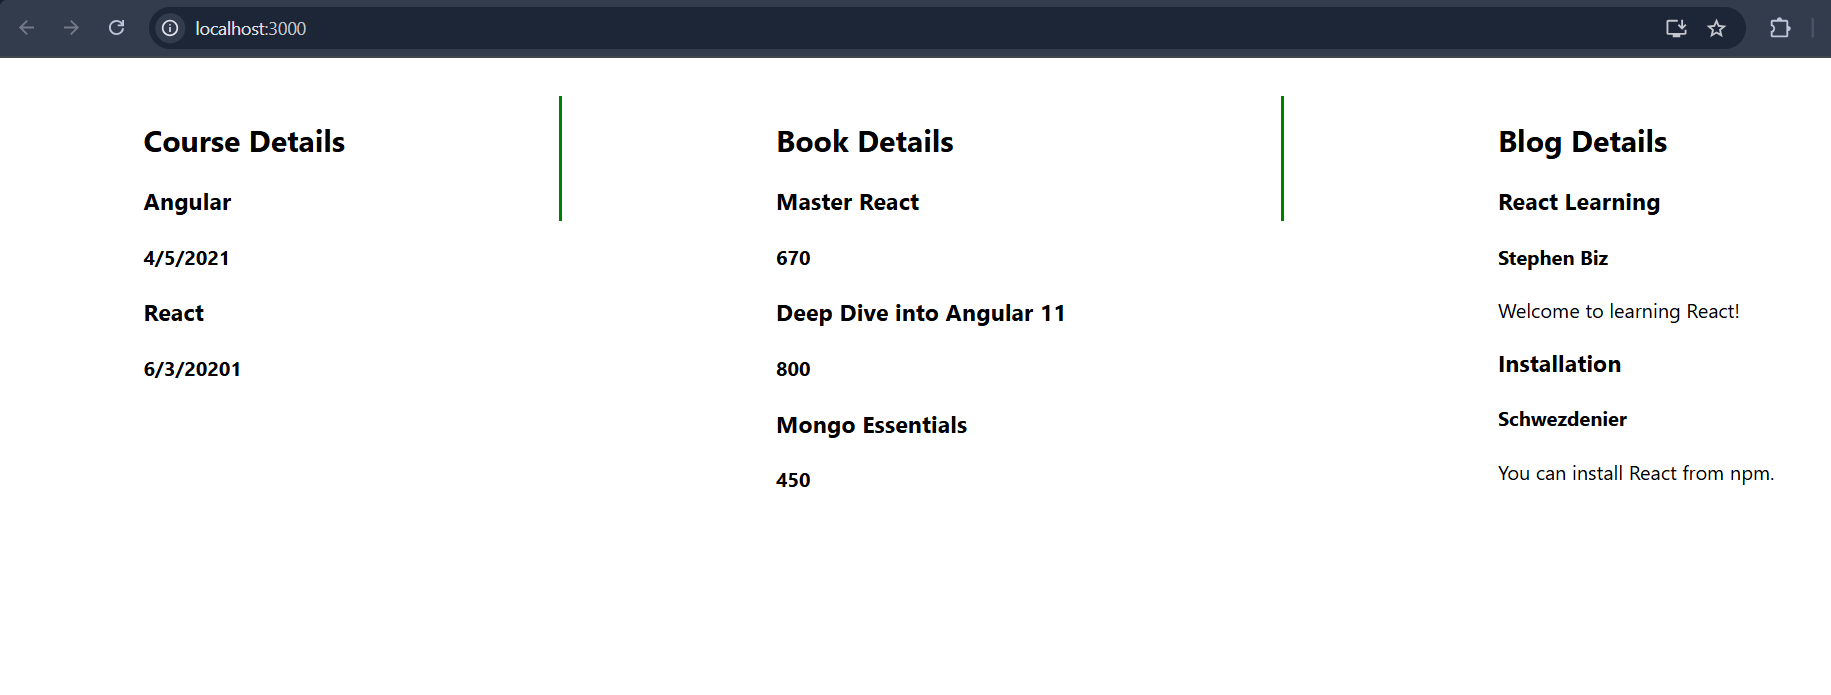 localhost:3000
Course Details
Angular
4/5/2021
React
6/3/20201
Book Details
Master React
670
Deep Dive into Angular 11
800
Mongo Essentials
450
Blog Details
React Learning
Stephen Biz
Welcome to learning React!
Installation
Schwezdenier
You can install React from npm.